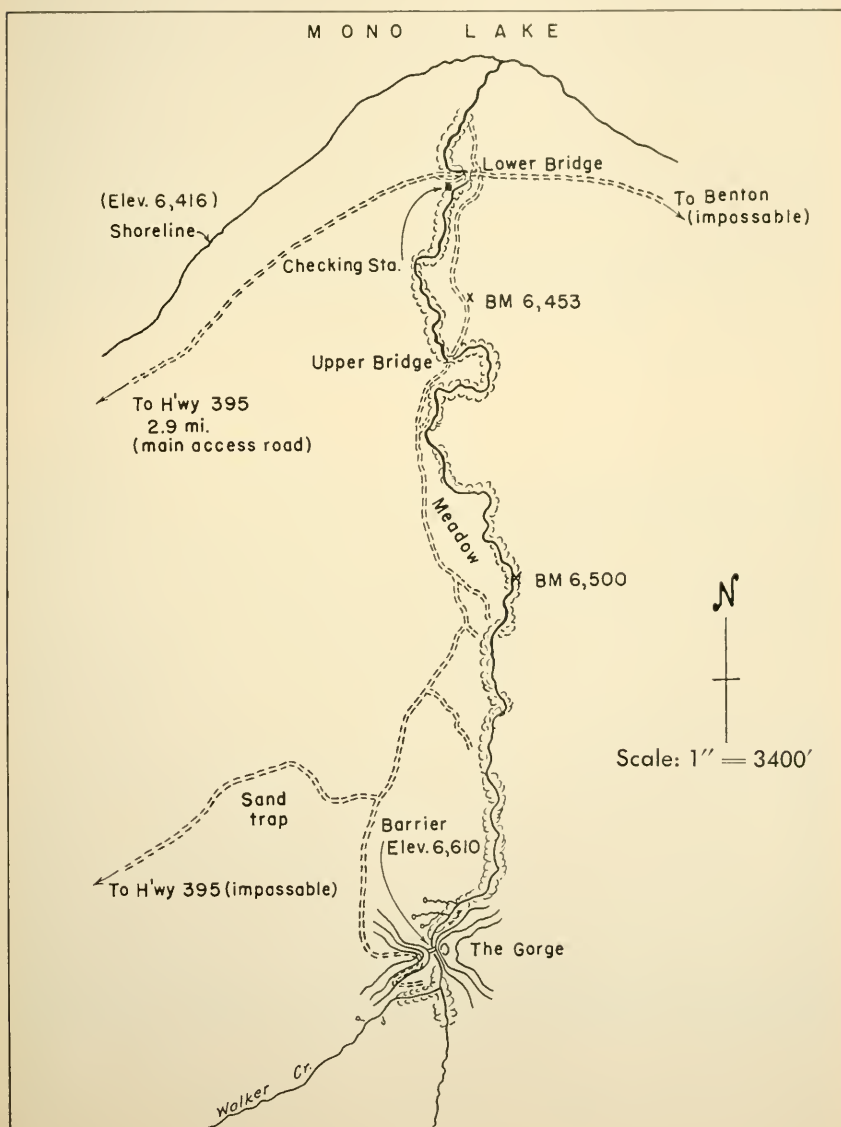 MONO LAKE
Lower Bridge
(Elev. 6,416)
Shoreline
To Benton
(impassable)
Checking Sta.
BM 6,453
Upper Bridge
To H'wy 395
2.9 mi.
(main access road)
Meadow
BM 6,500
N
Scale: 1" = 3400'
Sand
trap
Barrier
Elev. 6,610
To H'wy 395 (impassable)
The Gorge
Walker Cr.